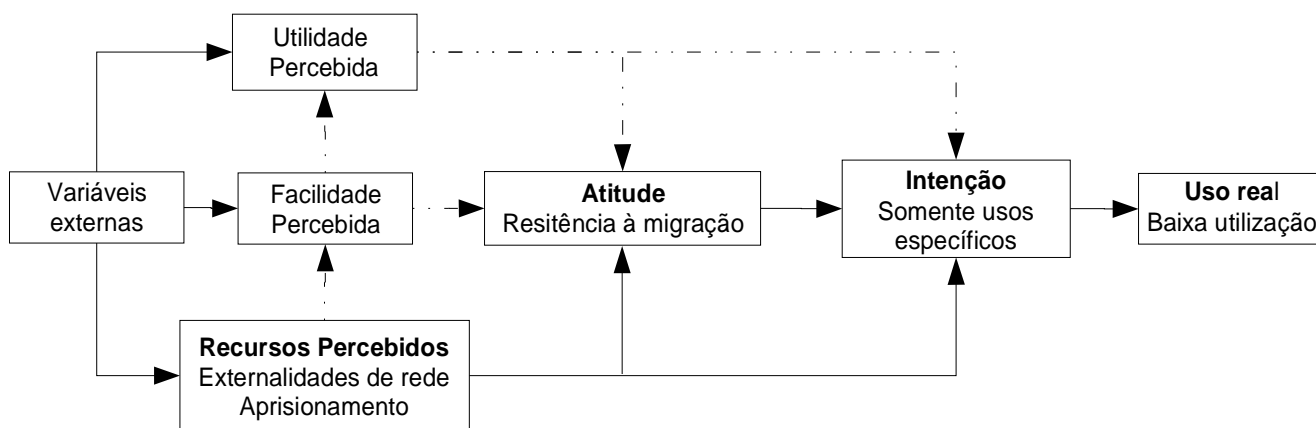 Utilidade
Percebida
Variáveis
externas
Facilidade
Percebida
Atitude
Resitência à migração
Intenção
Somente usos
específicos
Uso real
Baixa utilização
Recursos Percebidos
Externalidades de rede
Aprisionamento